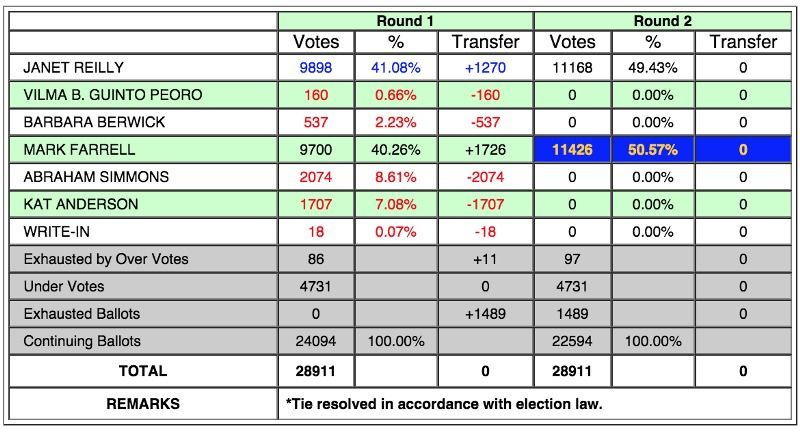 Round 1 Round 2
Votes % Transfer Votes % Transfer
JANET REILLY 9898 41.08% +1270 11168 49.43% 0
VILMA B. GUINTO PEORO 160 0.66% -160 0 0.00% 0
BARBARA BERWICK 537 2.23% -537 0 0.00% 0
MARK FARRELL 9700 40.26% +1726 11426 50.57% 0
ABRAHAM SIMMONS 2074 8.61% -2074 0 0.00% 0
KAT ANDERSON 1707 7.08% -1707 0 0.00% 0
WRITE-IN 18 0.07% -18 0 0.00% 0
Exhausted by Over Votes 86 +11 97 0
Under Votes 4731 0 4731 0
Exhausted Ballots 0 +1489 1489 0
Continuing Ballots 24094 100.00% 22594 100.00% 0
TOTAL 28911 0 28911 0
REMARKS *Tie resolved in accordance with election law.